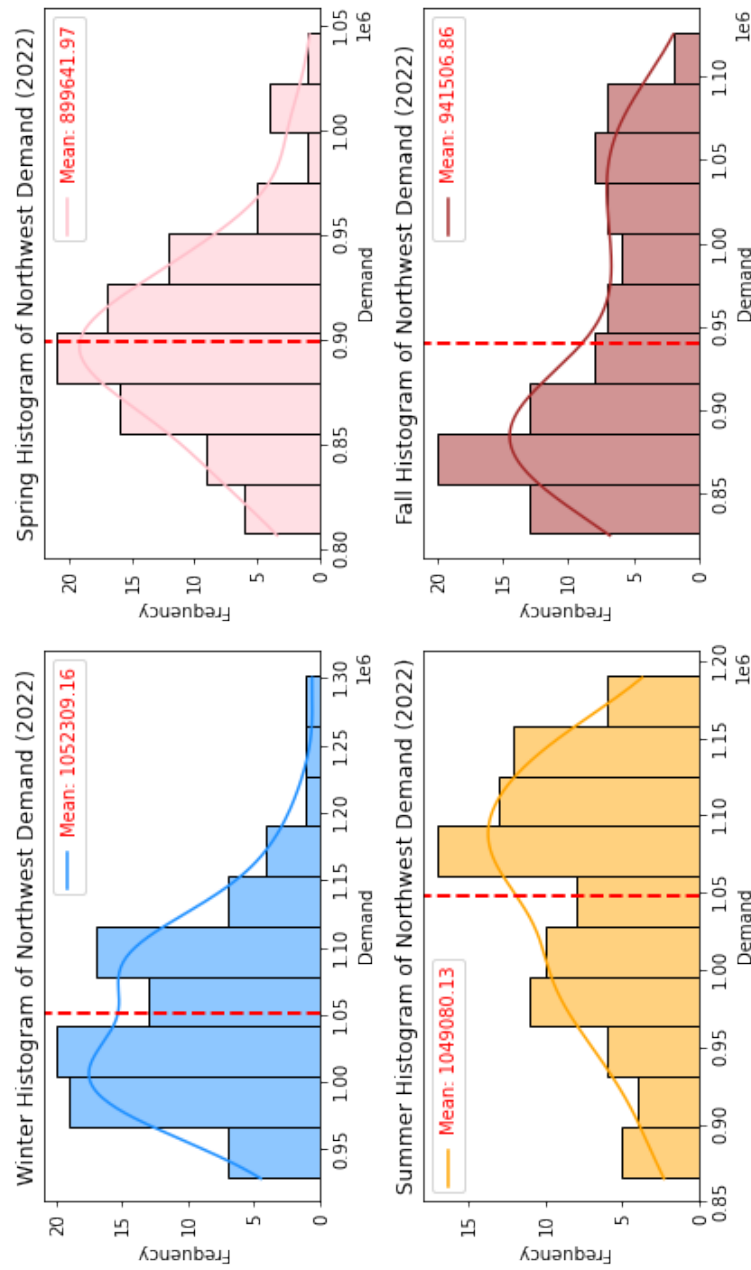 Winter Histogram of Northwest Demand (2022)
Mean: 1052309.16
Frequency
20
15
10
5
0
0.95
1.00
1.05
1.10
1.15
1.20
1.25
1.30
Demand
1e6
Spring Histogram of Northwest Demand (2022)
Mean: 899641.97
Frequency
20
15
10
5
0
0.80
0.85
0.90
0.95
1.00
1.05
Demand
1e6
Summer Histogram of Northwest Demand (2022)
Mean: 1049080.13
Frequency
15
10
5
0
0.85
0.90
0.95
1.00
1.05
1.10
1.15
1.20
Demand
1e6
Fall Histogram of Northwest Demand (2022)
Mean: 941506.86
Frequency
20
15
10
5
0
0.85
0.90
0.95
1.00
1.05
1.10
Demand
1e6